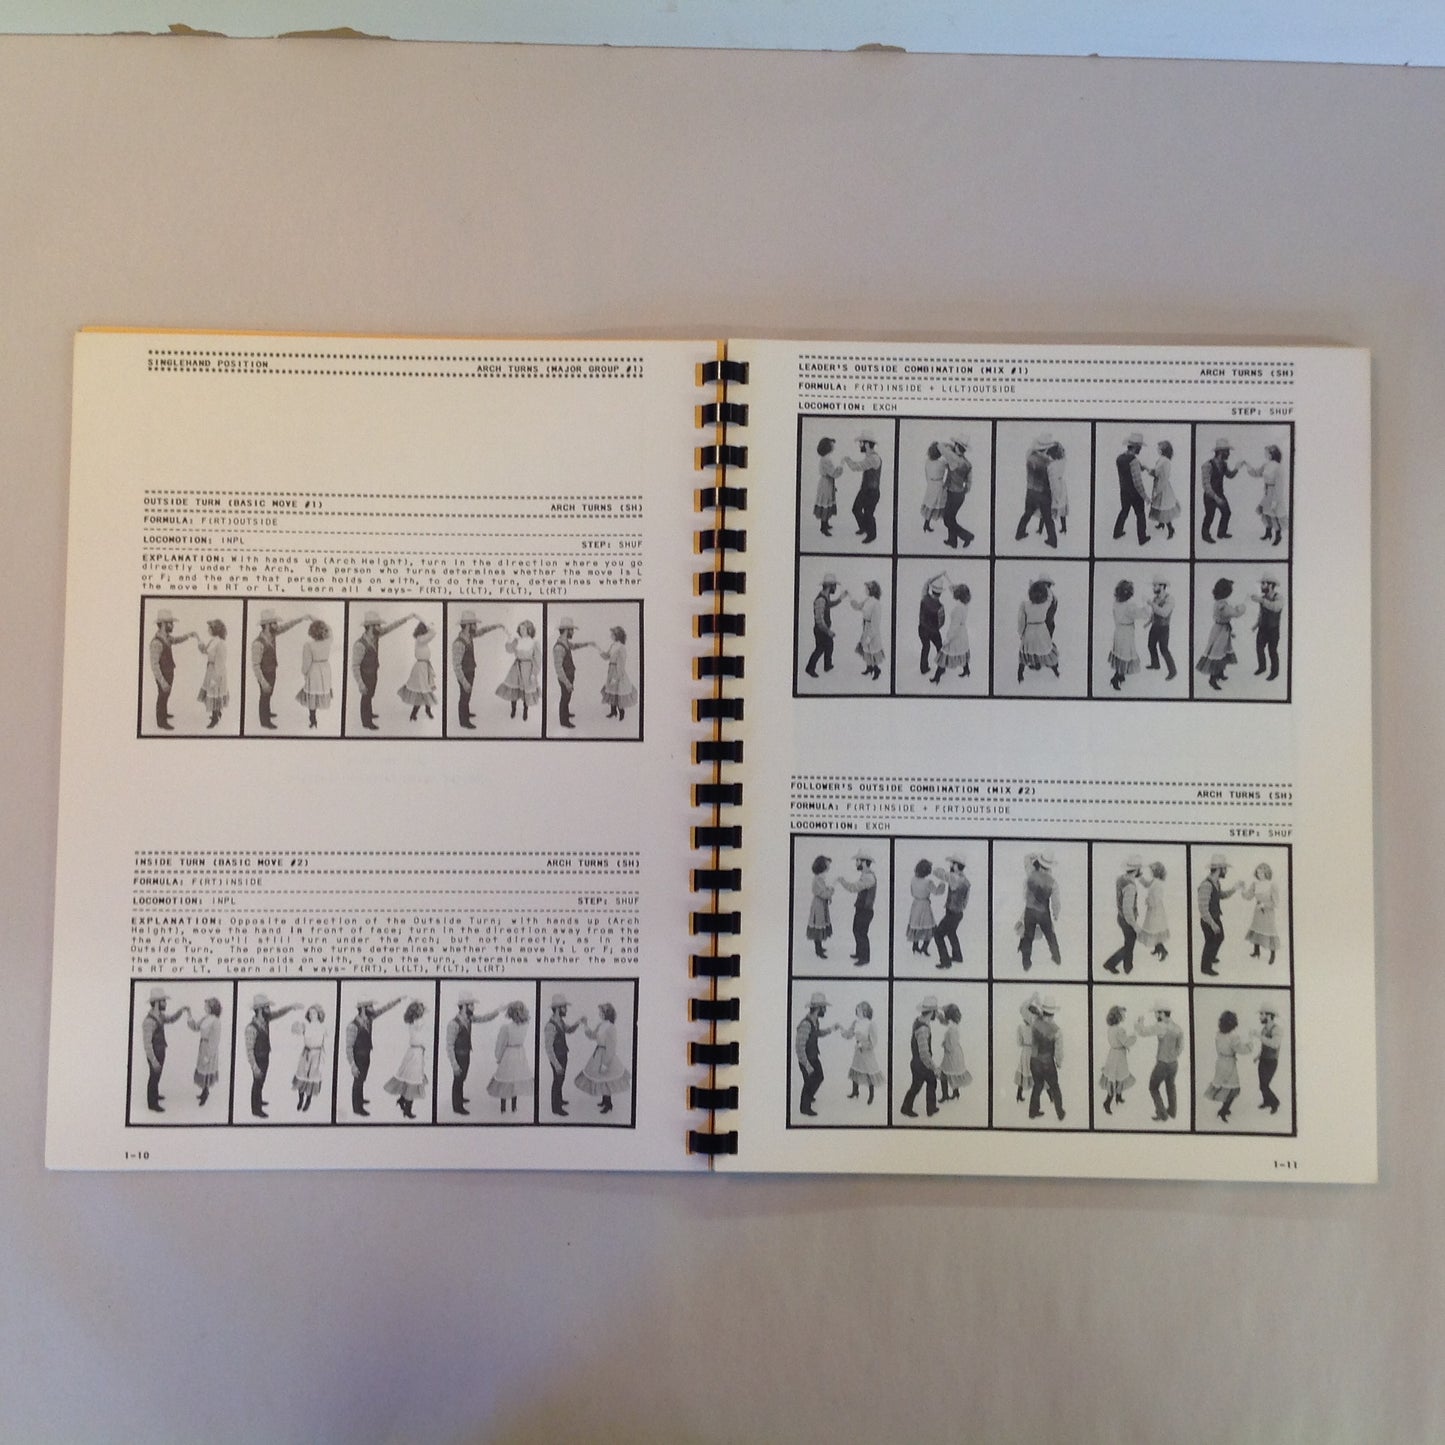 SINGLEHAND POSITION
ARCH TURNS (MAJOR GROUP #1)
OUTSIDE TURN (BASIC MOVE #1)
ARCH TURNS (SH)
FORMULA: F(RT)OUTSIDE
LOCOMOTION: INPL
STEP: SHUF
EXPLANATION: With hands up (Arch Height), turn in the direction where you go
directly under the Arch. The person who turns determines whether the move is L
or F; and the arm that person holds on with, to do the turn, determines whether
the move is RT or LT. Learn all 4 ways- F(RT), L(LT), F(LT), L(RT)
INSIDE TURN (BASIC MOVE #2)
ARCH TURNS (SH)
FORMULA: F(RT)INSIDE
LOCOMOTION: INPL
STEP: SHUF
EXPLANATION: Opposite direction of the Outside Turn; with hands up (Arch
Height), move the hand in front of face; turn in the direction away from the
the Arch. You'll still turn under the Arch; but not directly, as in the
Outside Turn. The person who turns determines whether the move is L or F; and
the arm that person holds on with, to do the turn, determines whether the move
is RT or LT. Learn all 4 ways- F(RT), L(LT), F(LT), L(RT)
1-10
LEADER'S OUTSIDE COMBINATION (MIX #1)
ARCH TURNS (SH)
FORMULA: F(RT)INSIDE + L(LT)OUTSIDE
LOCOMOTION: EXCH
STEP: SHUF
FOLLOWER'S OUTSIDE COMBINATION (MIX #2)
ARCH TURNS (SH)
FORMULA: F(RT)INSIDE + F(RT)OUTSIDE
LOCOMOTION: EXCH
STEP: SHUF
1-11